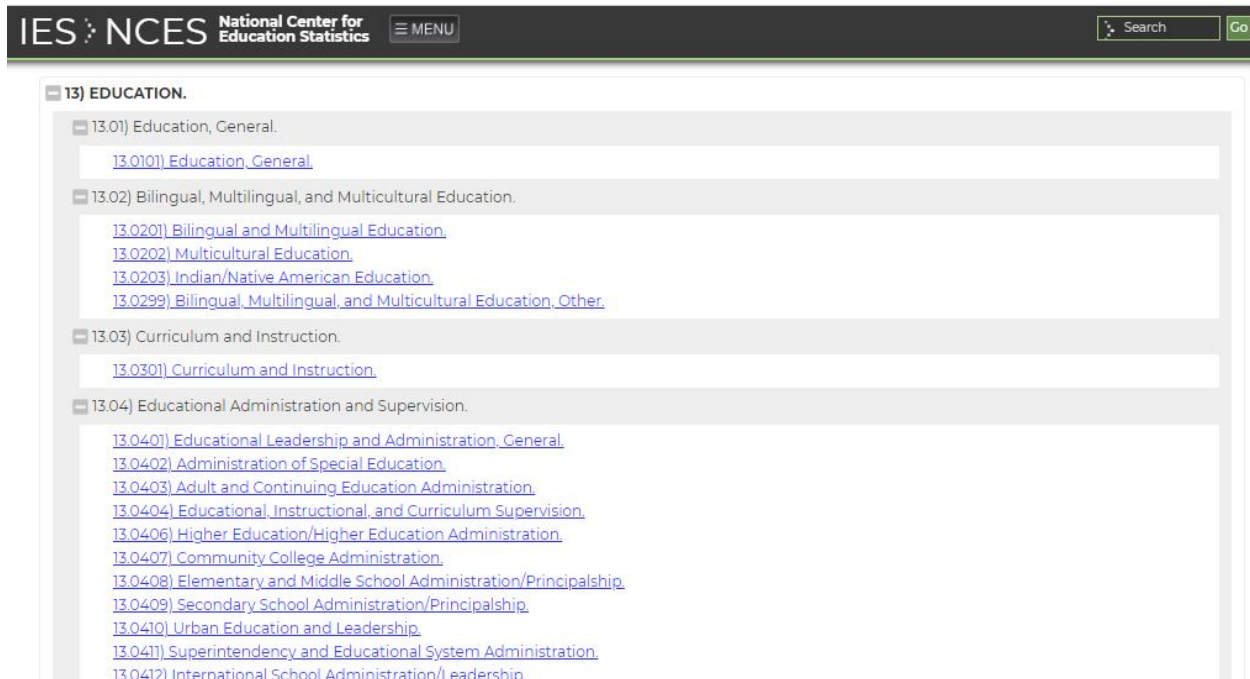 IES NCES National Center for Education Statistics MENU Search Go
13) EDUCATION.
13.01) Education, General.
13.0101) Education, General.
13.02) Bilingual, Multilingual, and Multicultural Education.
13.0201) Bilingual and Multilingual Education.
13.0202) Multicultural Education.
13.0203) Indian/Native American Education.
13.0299) Bilingual, Multilingual, and Multicultural Education, Other.
13.03) Curriculum and Instruction.
13.0301) Curriculum and Instruction.
13.04) Educational Administration and Supervision.
13.0401) Educational Leadership and Administration, General.
13.0402) Administration of Special Education.
13.0403) Adult and Continuing Education Administration.
13.0404) Educational, Instructional, and Curriculum Supervision.
13.0406) Higher Education/Higher Education Administration.
13.0407) Community College Administration.
13.0408) Elementary and Middle School Administration/Principalship.
13.0409) Secondary School Administration/Principalship.
13.0410) Urban Education and Leadership.
13.0411) Superintendency and Educational System Administration.
13.0412) International School Administration/Leadership.